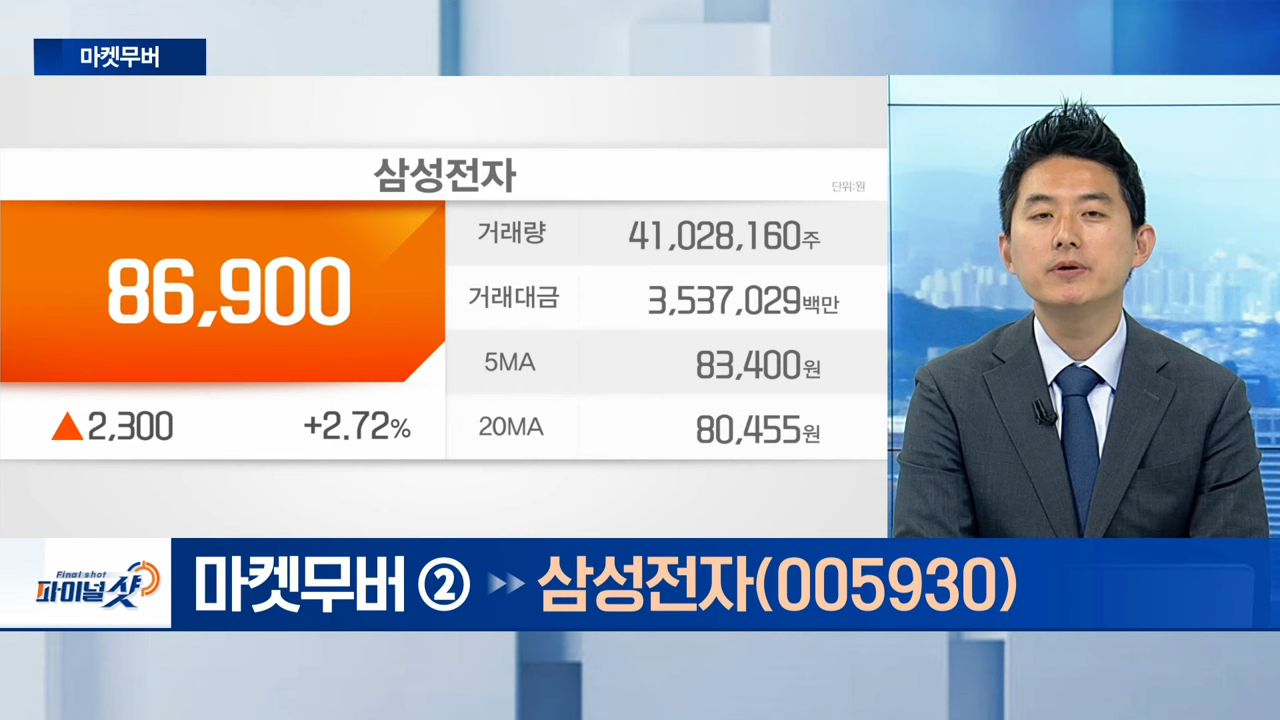 마켓무버
삼성전자
단위:원
86,900
▲2,300 +2.72%
거래량 41,028,160주
거래대금 3,537,029백만
5MA 83,400원
20MA 80,455원
Final shot
파이널샷
마켓무버 ② 삼성전자(005930)